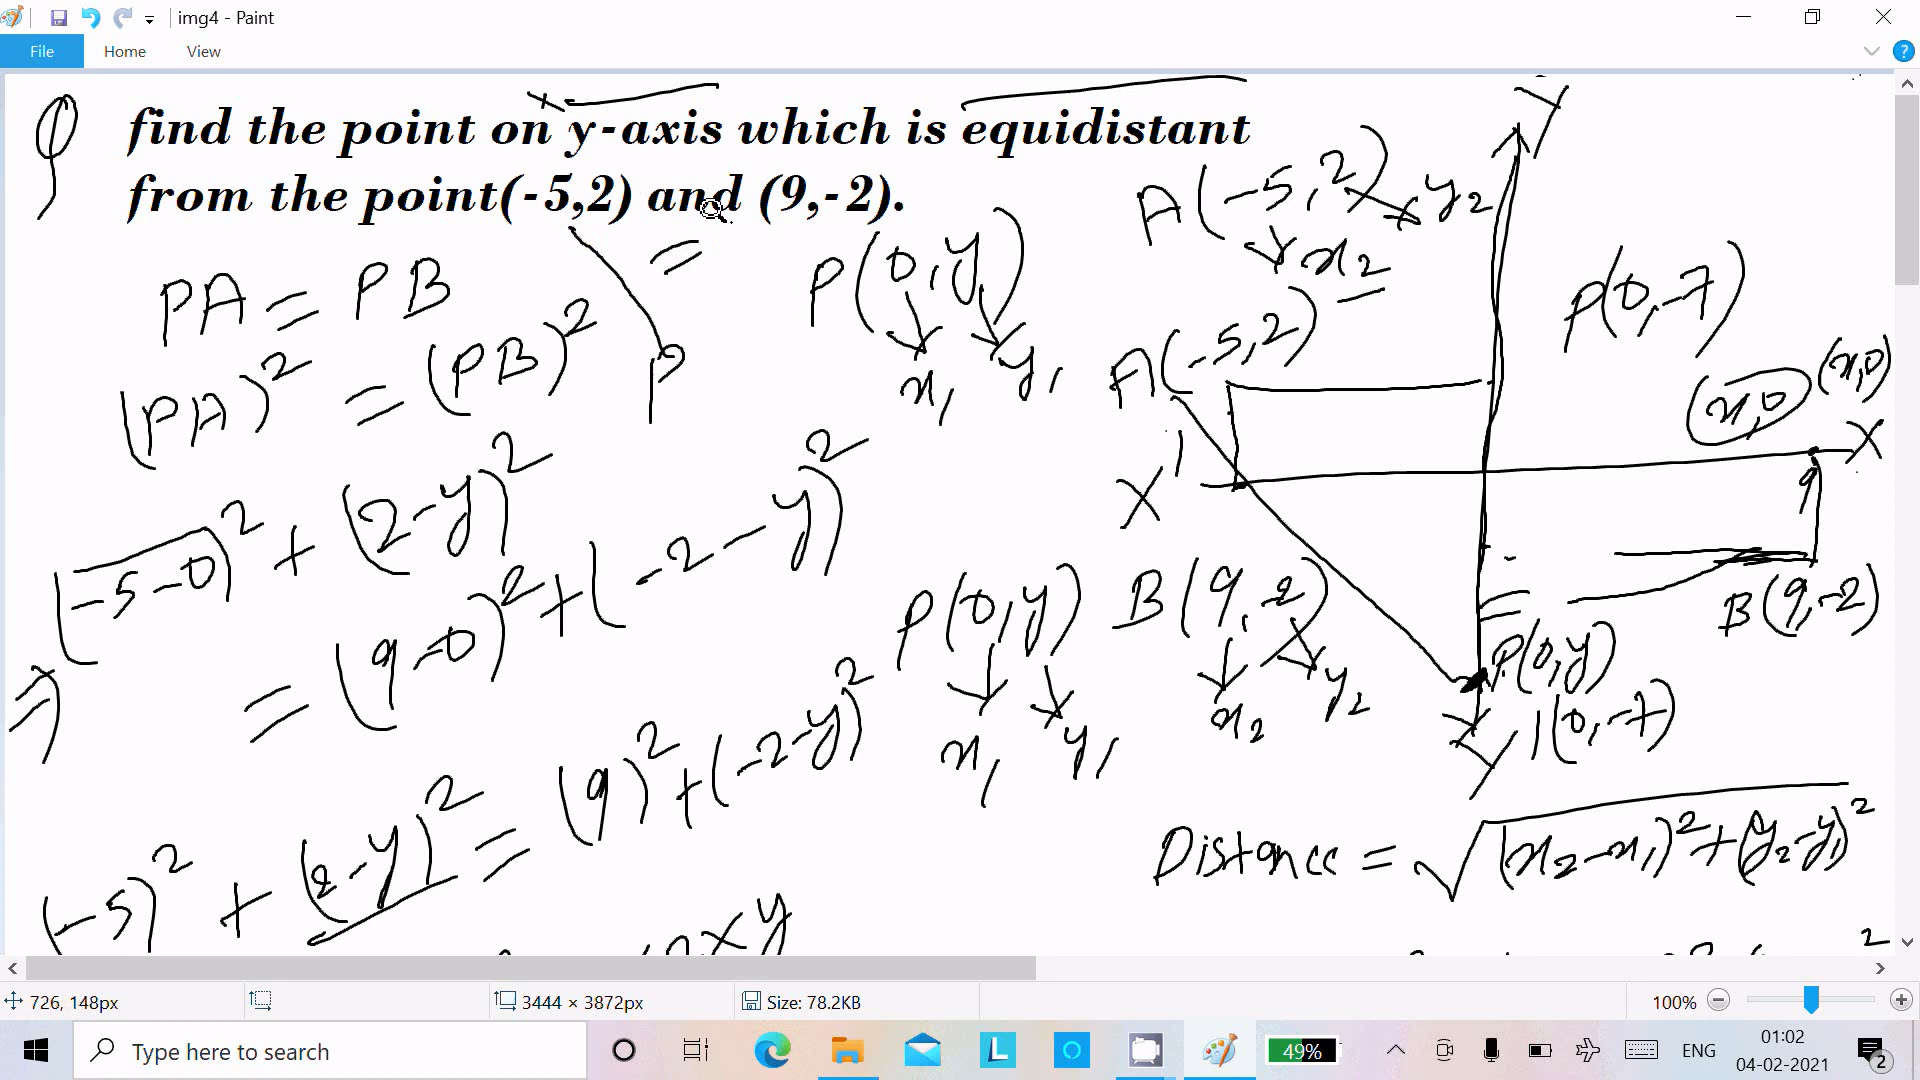 img4 - Paint
File Home View
find the point on y-axis which is equidistant
from the point(-5,2) and (9,-2).
PA = PB
(PA)² = (PB)²
P
=
P(0,y)
x₁ y₁
(-5-0)² + (2-y)²
= (9-0)² + (-2-y)²
⇒
(-5)² + (2-y)² = (9)² + (-2-y)²
A(-5,2)
x₂ y₂
A(-5,2)
Y
P(0,-7)
(x,0) (x,0)
X' X
9
P(0,y) B(9,-2)
x₁ y₁ x₂ y₂
B(9,-2)
P(0,y)
(0,-7)
Y'
Distance = √(x₂-x₁)²+(y₂-y₁)²
726, 148px
3444 × 3872px
Size: 78.2KB
100%
Type here to search
L
49%
ENG
01:02
04-02-2021
2